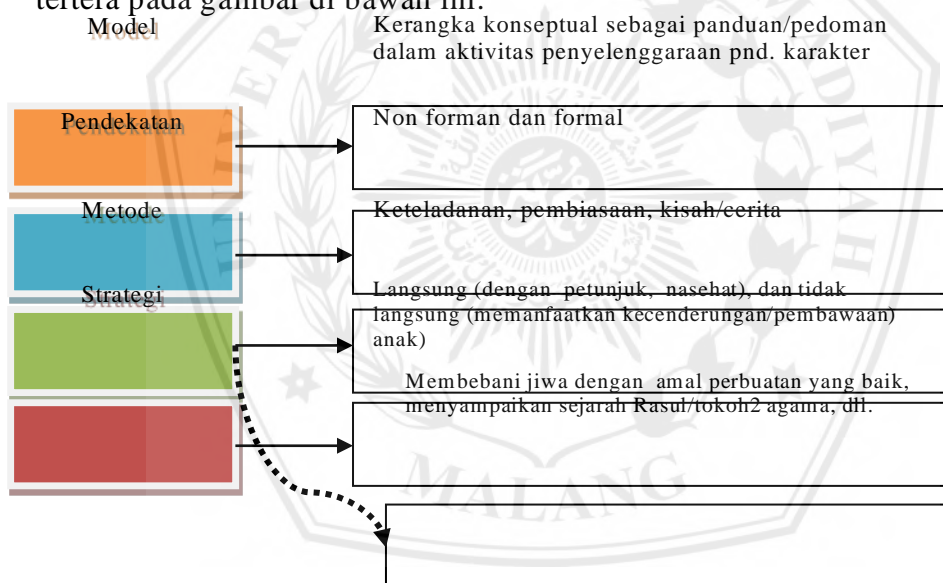 tertera pada gambar di bawah ini:
Model
Kerangka konseptual sebagai panduan/pedoman
dalam aktivitas penyelenggaraan pnd. karakter
Pendekatan
Non forman dan formal
Metode
Keteladanan, pembiasaan, kisah/cerita
Strategi
Langsung (dengan petunjuk, nasehat), dan tidak
langsung (memanfaatkan kecenderungan/pembawaan)
anak)
Membebani jiwa dengan amal perbuatan yang baik,
menyampaikan sejarah Rasul/tokoh2 agama, dll.
MALANG